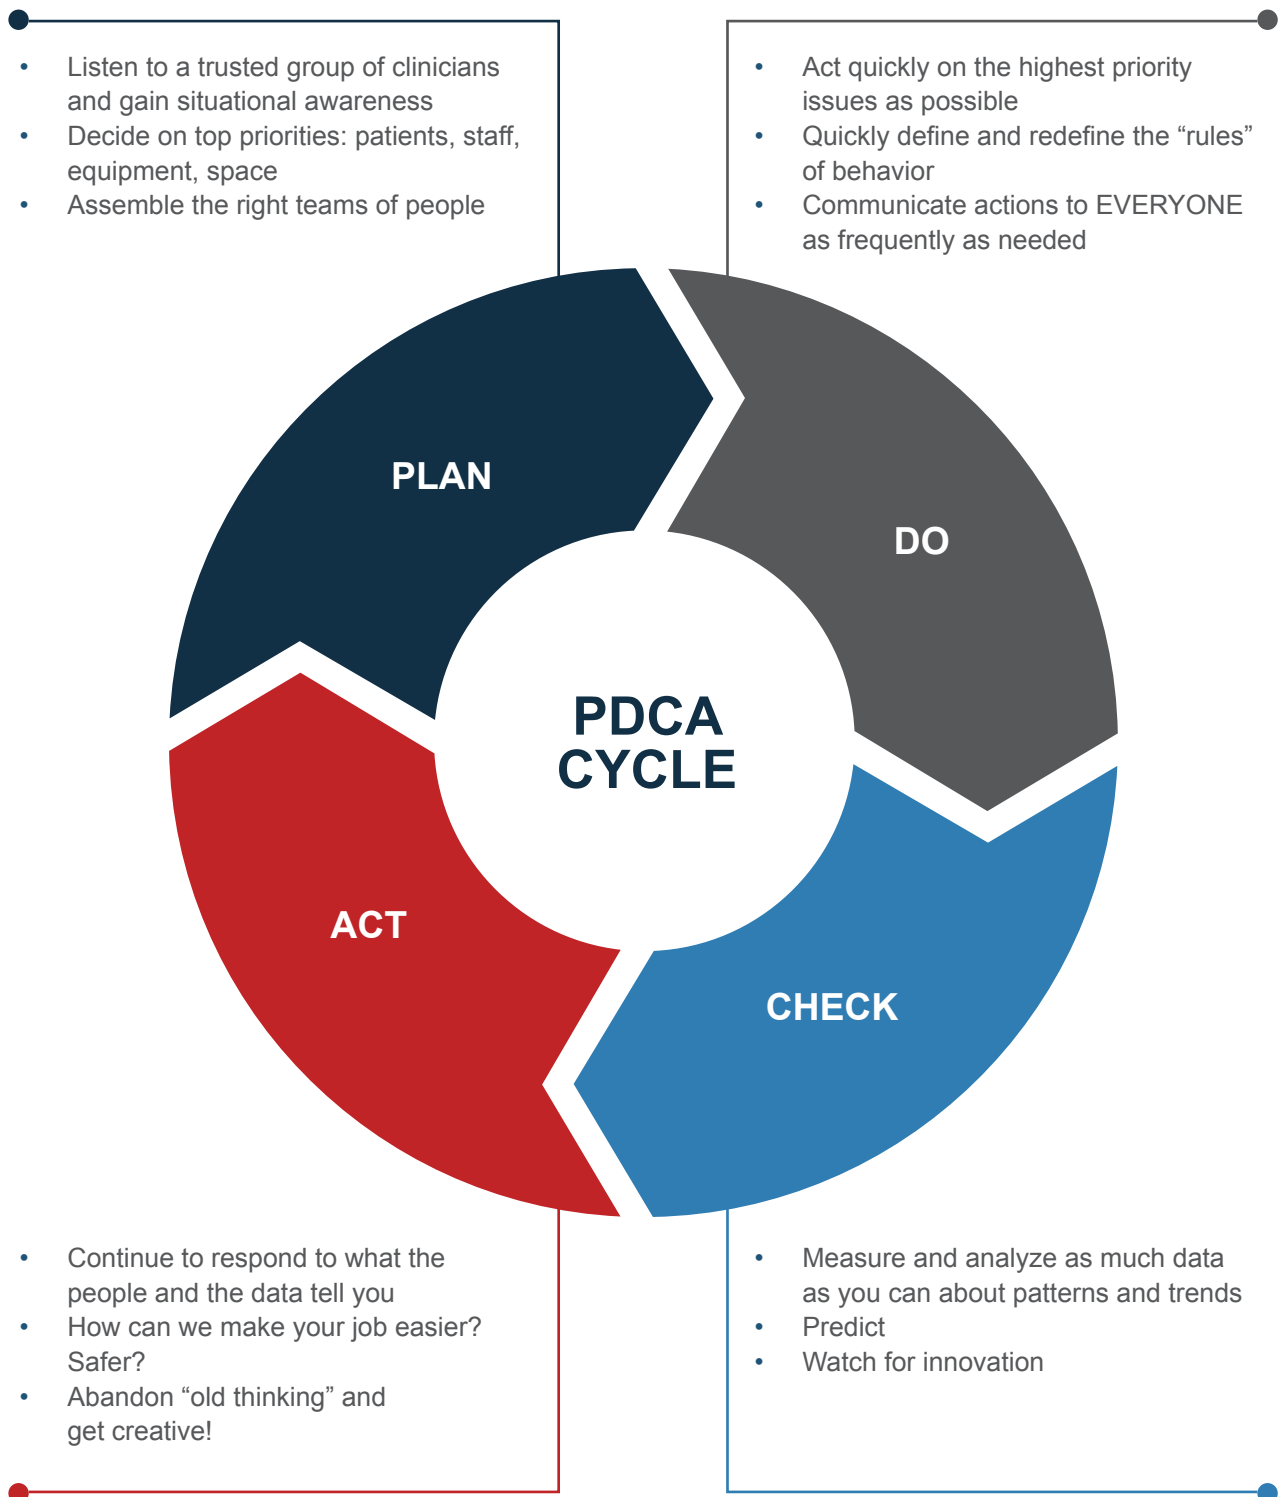 • Listen to a trusted group of clinicians
and gain situational awareness
• Decide on top priorities: patients, staff,
equipment, space
• Assemble the right teams of people
• Act quickly on the highest priority
issues as possible
• Quickly define and redefine the “rules”
of behavior
• Communicate actions to EVERYONE
as frequently as needed
PLAN
DO
PDCA
CYCLE
ACT
CHECK
• Continue to respond to what the
people and the data tell you
• How can we make your job easier?
Safer?
• Abandon “old thinking” and
get creative!
• Measure and analyze as much data
as you can about patterns and trends
• Predict
• Watch for innovation